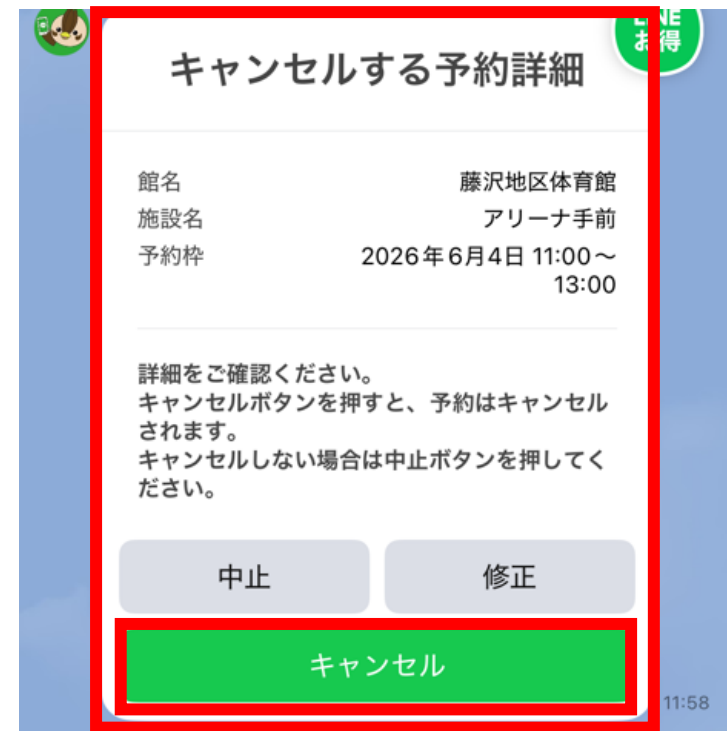 LINE
お得
キャンセルする予約詳細
館名 藤沢地区体育館
施設名 アリーナ手前
予約枠 2026年6月4日 11:00～
13:00
詳細をご確認ください。
キャンセルボタンを押すと、予約はキャンセル
されます。
キャンセルしない場合は中止ボタンを押してく
ださい。
中止 修正
キャンセル
11:58